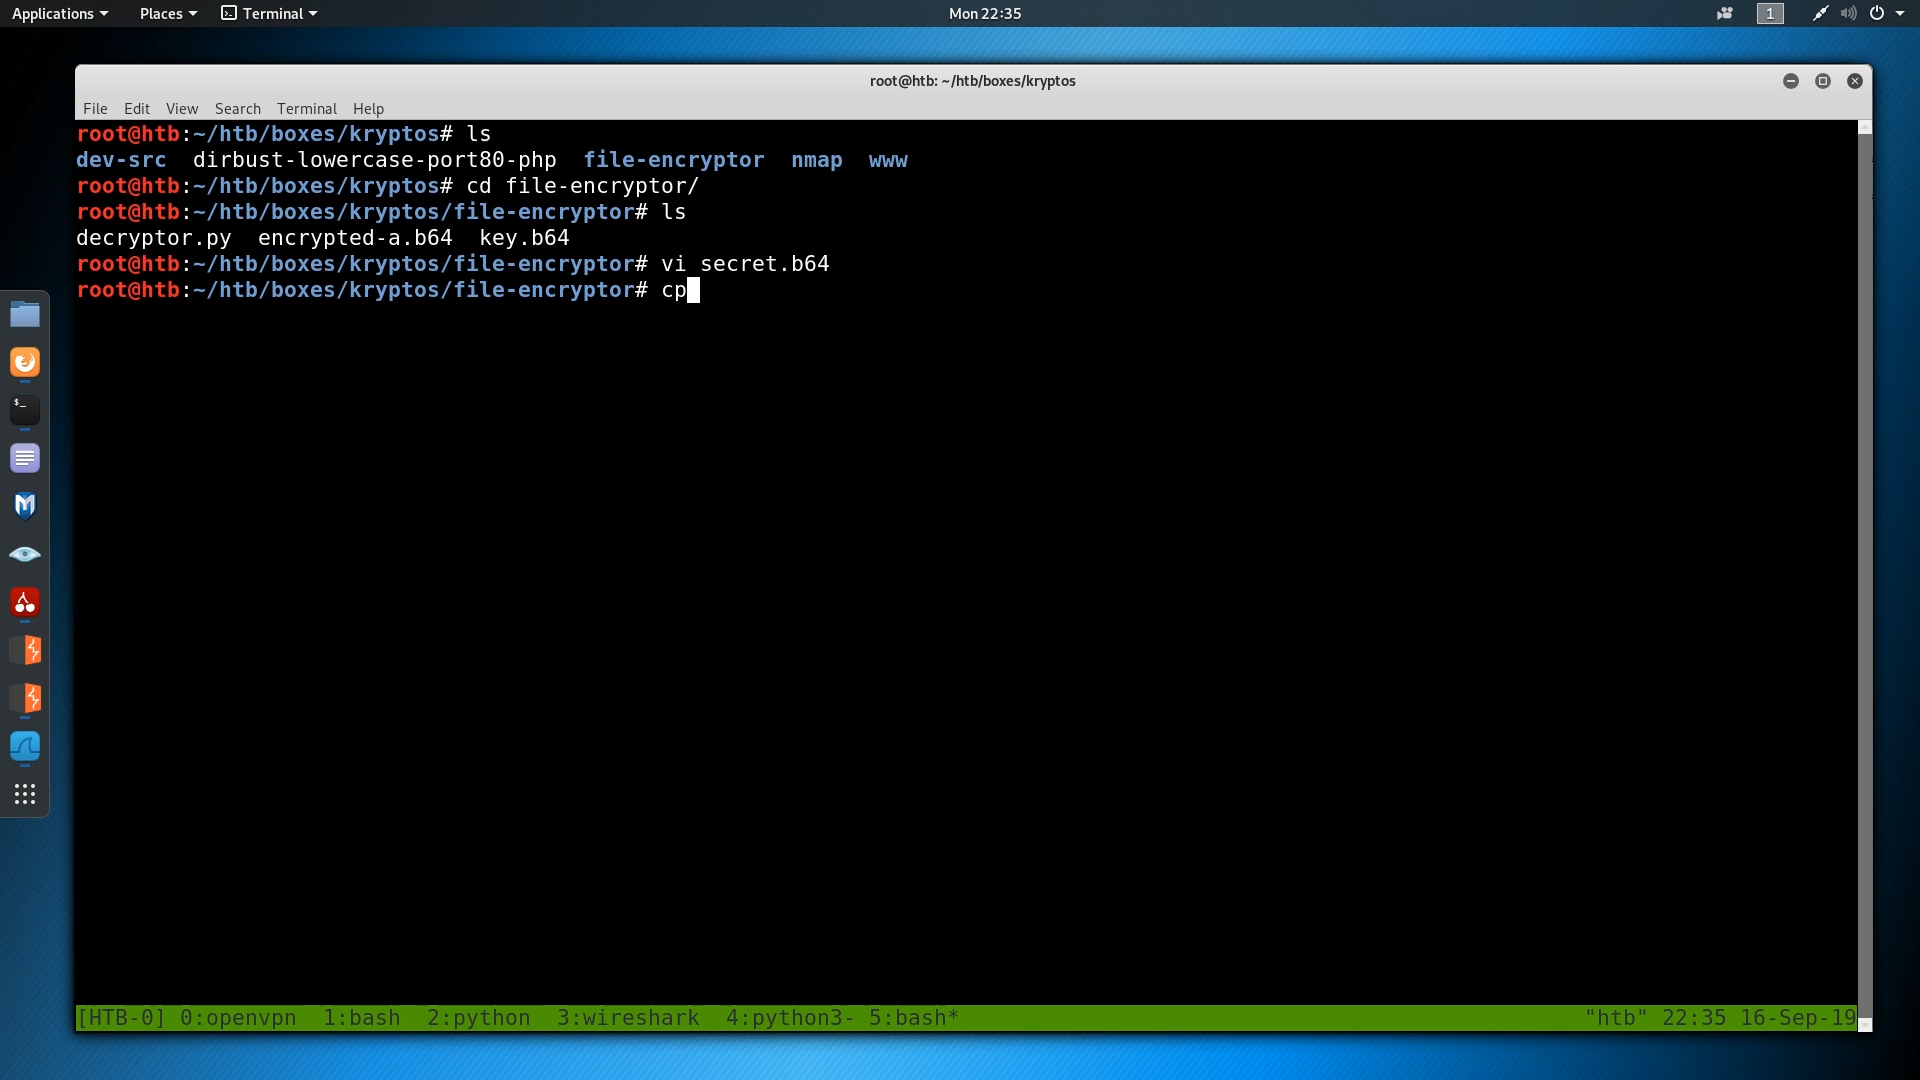 Applications Places Terminal Mon 22:35 1
root@htb: ~/htb/boxes/kryptos
File Edit View Search Terminal Help
root@htb:~/htb/boxes/kryptos# ls
dev-src dirbust-lowercase-port80-php file-encryptor nmap www
root@htb:~/htb/boxes/kryptos# cd file-encryptor/
root@htb:~/htb/boxes/kryptos/file-encryptor# ls
decryptor.py encrypted-a.b64 key.b64
root@htb:~/htb/boxes/kryptos/file-encryptor# vi secret.b64
root@htb:~/htb/boxes/kryptos/file-encryptor# cp
$_
[HTB-0] 0:openvpn 1:bash 2:python 3:wireshark 4:python3- 5:bash* "htb" 22:35 16-Sep-19